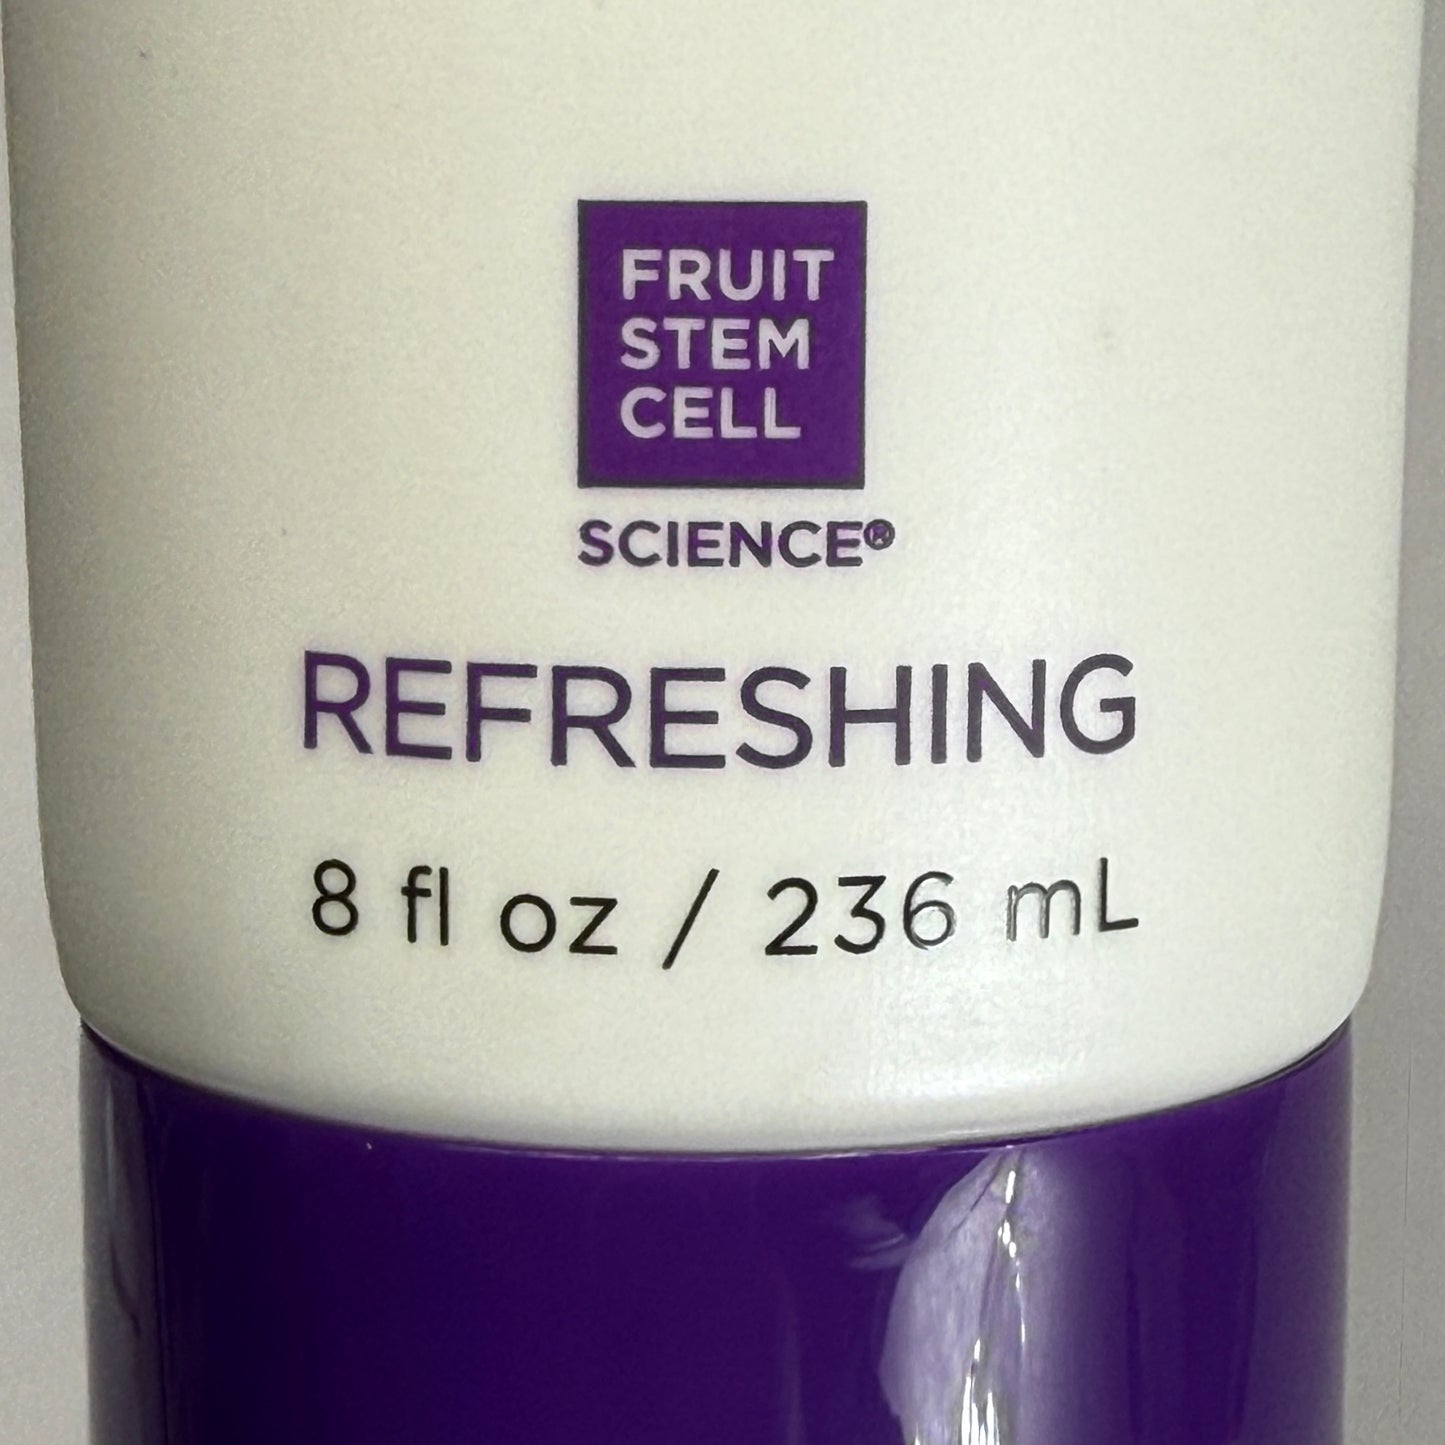 FRUIT
STEM
CELL
SCIENCE®
REFRESHING
8 fl oz / 236 mL